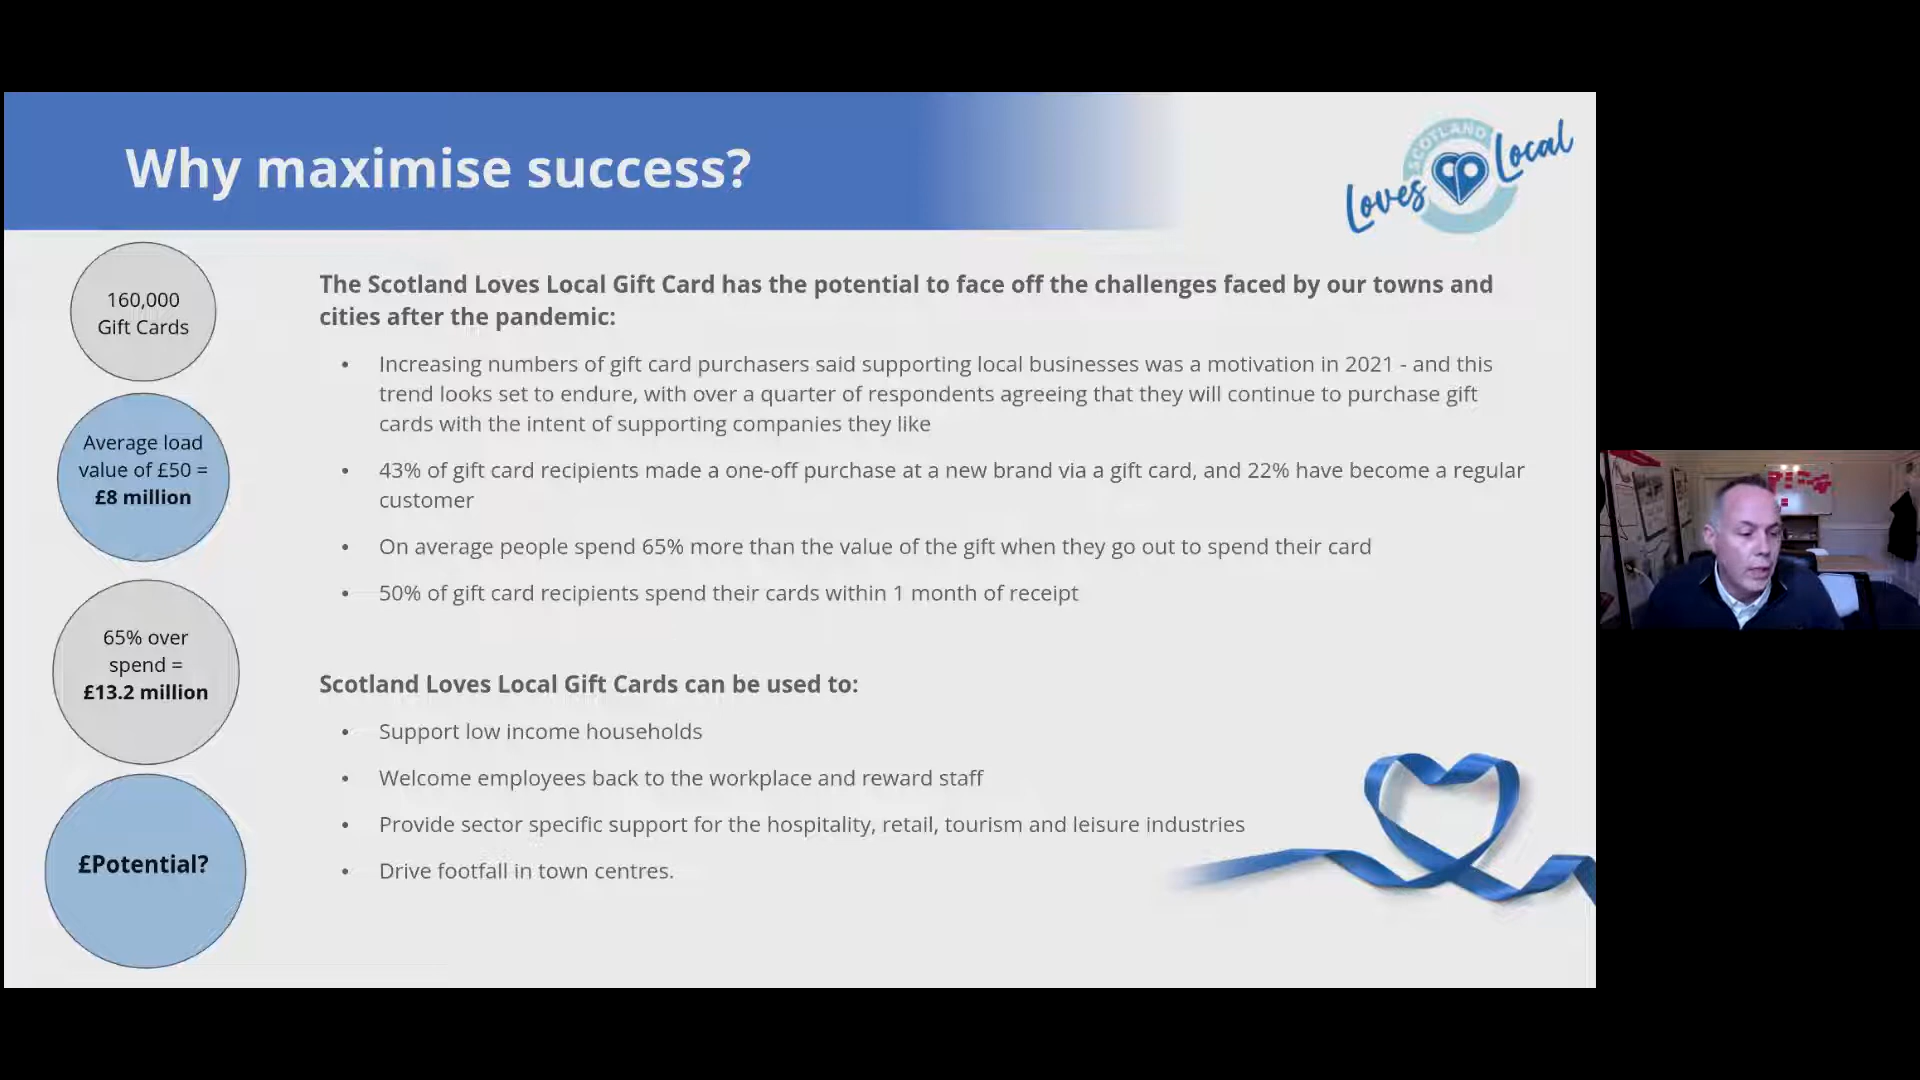 Why maximise success?
SCOTLAND
Loves Local
160,000
Gift Cards
Average load
value of £50 =
£8 million
65% over
spend =
£13.2 million
£Potential?
The Scotland Loves Local Gift Card has the potential to face off the challenges faced by our towns and
cities after the pandemic:
• Increasing numbers of gift card purchasers said supporting local businesses was a motivation in 2021 - and this
trend looks set to endure, with over a quarter of respondents agreeing that they will continue to purchase gift
cards with the intent of supporting companies they like
• 43% of gift card recipients made a one-off purchase at a new brand via a gift card, and 22% have become a regular
customer
• On average people spend 65% more than the value of the gift when they go out to spend their card
• 50% of gift card recipients spend their cards within 1 month of receipt
Scotland Loves Local Gift Cards can be used to:
• Support low income households
• Welcome employees back to the workplace and reward staff
• Provide sector specific support for the hospitality, retail, tourism and leisure industries
• Drive footfall in town centres.